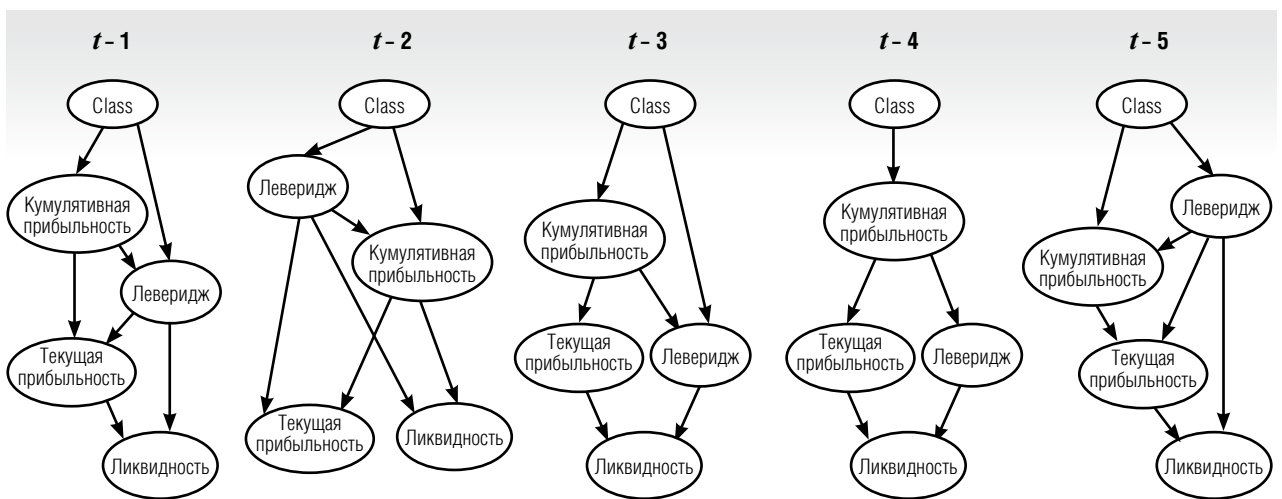 t – 1
t – 2
t – 3
t – 4
t – 5
Class
Кумулятивная
прибыльность
Леверидж
Текущая
прибыльность
Ликвидность
Class
Леверидж
Кумулятивная
прибыльность
Текущая
прибыльность
Ликвидность
Class
Кумулятивная
прибыльность
Текущая
прибыльность
Леверидж
Ликвидность
Class
Кумулятивная
прибыльность
Текущая
прибыльность
Леверидж
Ликвидность
Class
Леверидж
Кумулятивная
прибыльность
Текущая
прибыльность
Ликвидность